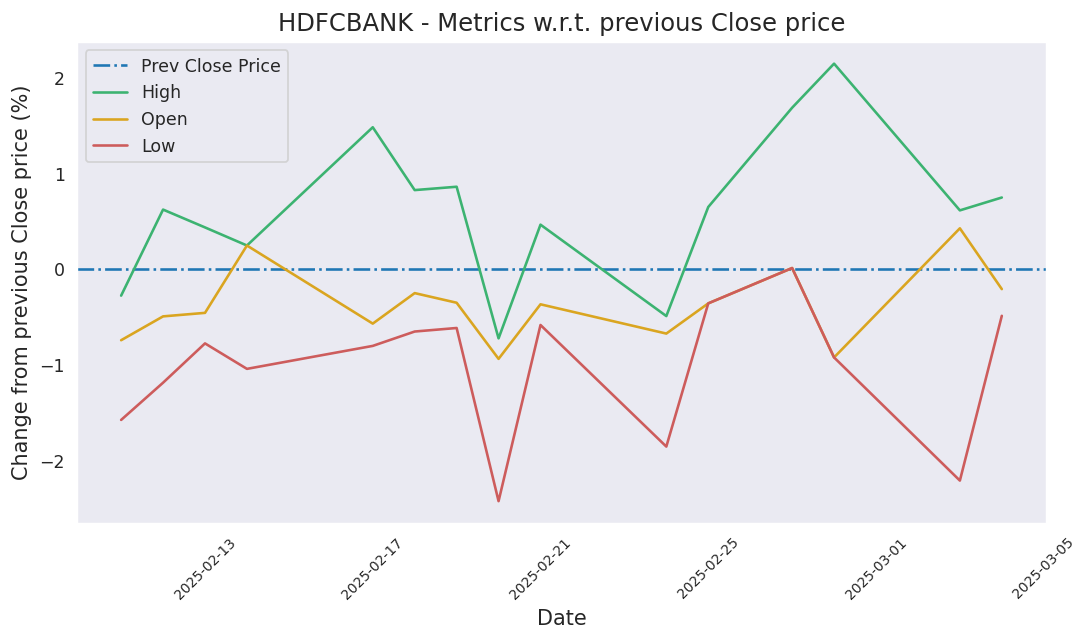 HDFCBANK - Metrics w.r.t. previous Close price
Change from previous Close price (%)
2
1
0
−1
−2
Prev Close Price
High
Open
Low
2025-02-13
2025-02-17
2025-02-21
2025-02-25
2025-03-01
2025-03-05
Date